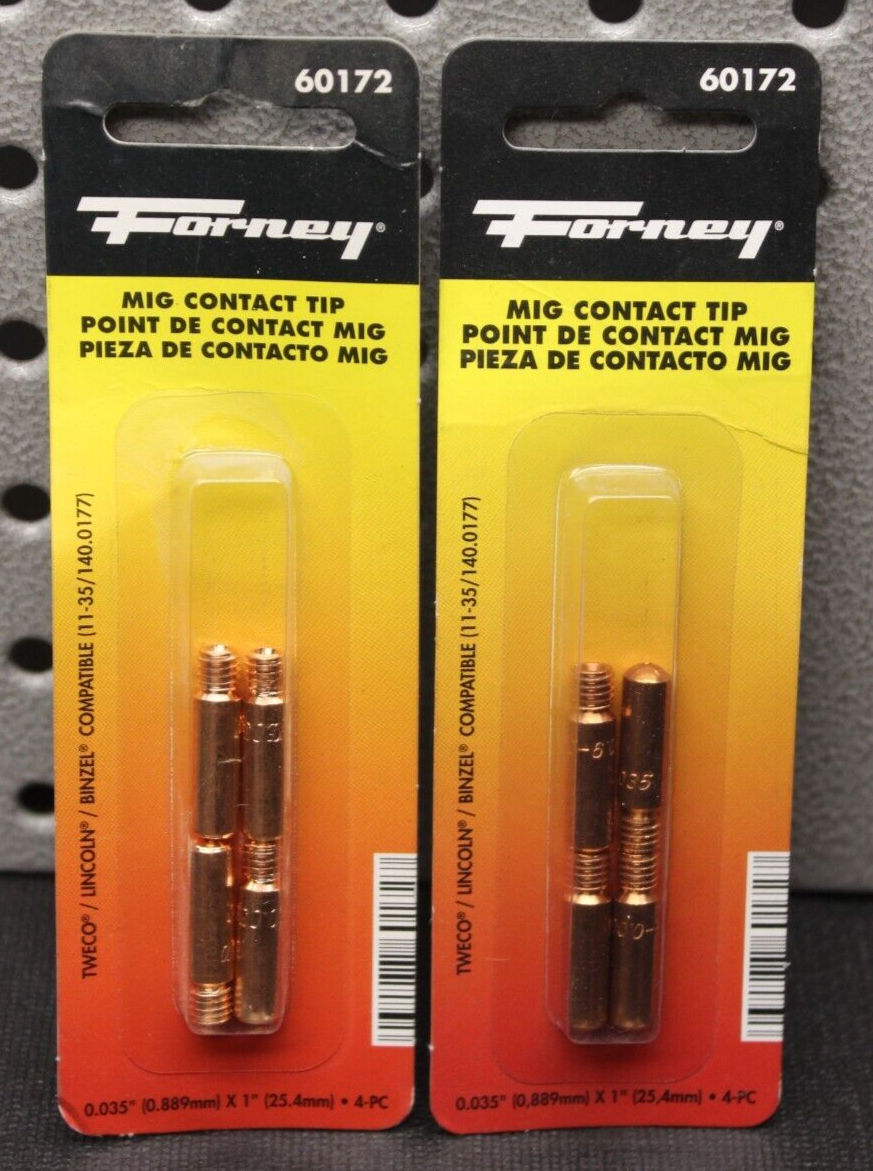 60172
Forney®
MIG CONTACT TIP
POINT DE CONTACT MIG
PIEZA DE CONTACTO MIG
TWECO® / LINCOLN® / BINZEL® COMPATIBLE (11-35/140.0177)
0.035" (0.889mm) X 1" (25.4mm) • 4-PC
60172
Forney®
MIG CONTACT TIP
POINT DE CONTACT MIG
PIEZA DE CONTACTO MIG
TWECO® / LINCOLN® / BINZEL® COMPATIBLE (11-35/140.0177)
035
0.035" (0,889mm) X 1" (25,4mm) • 4-PC